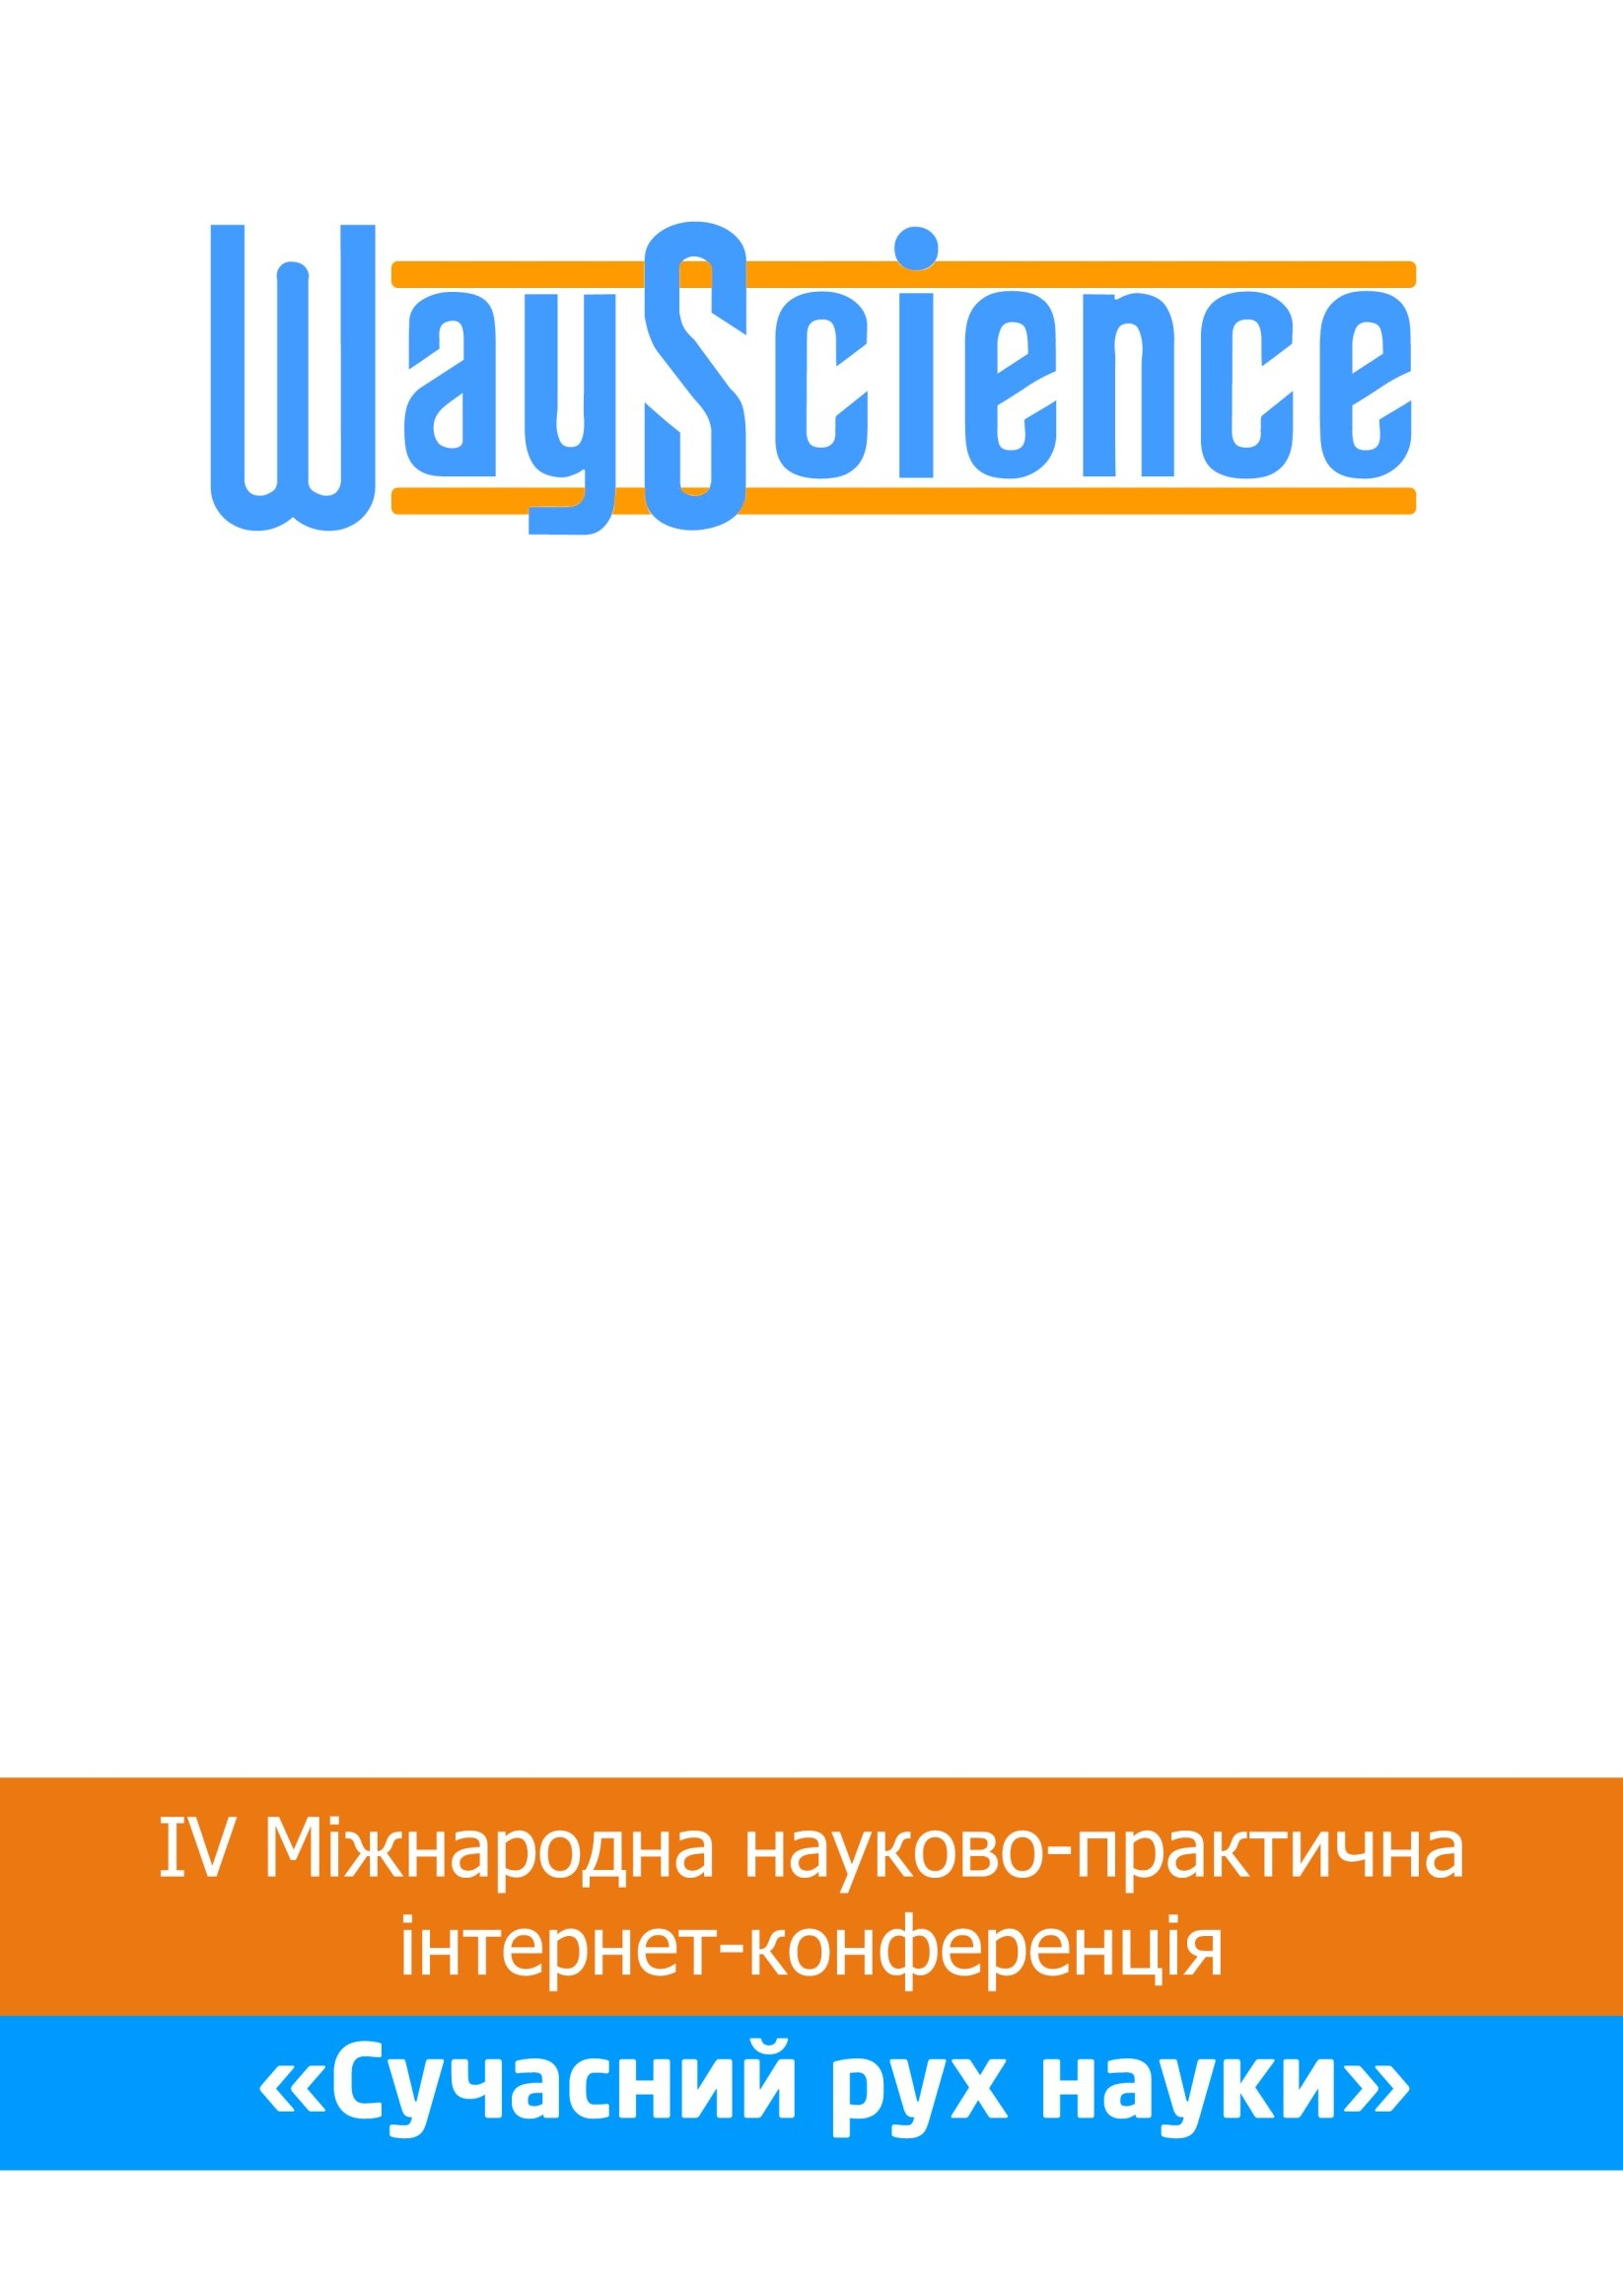 WayScience
IV Міжнародна науково-практична
інтернет-конференція
«Сучасний рух науки»